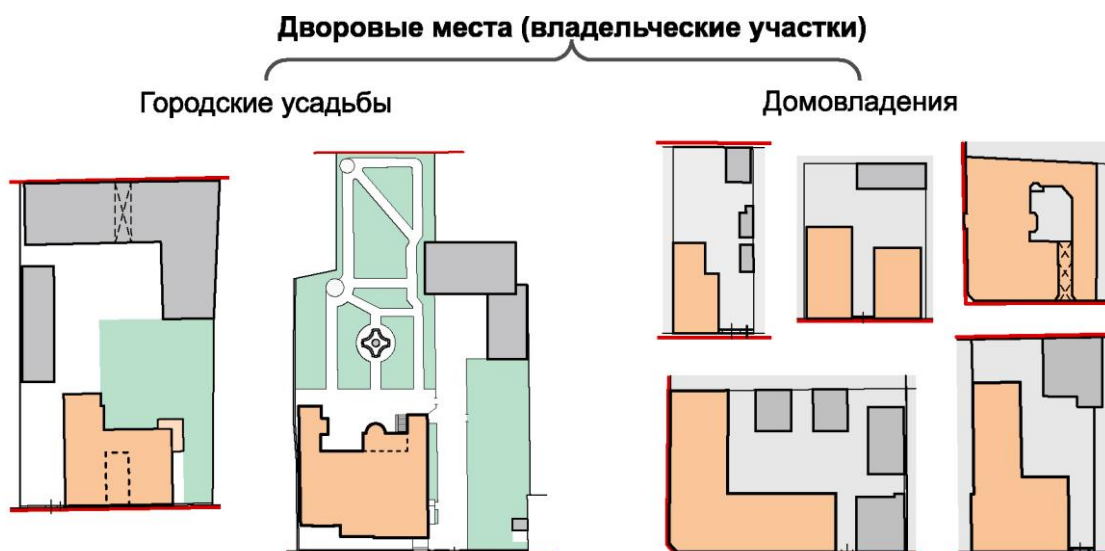 Дворовые места (владельческие участки)
Городские усадьбы
Домовладения